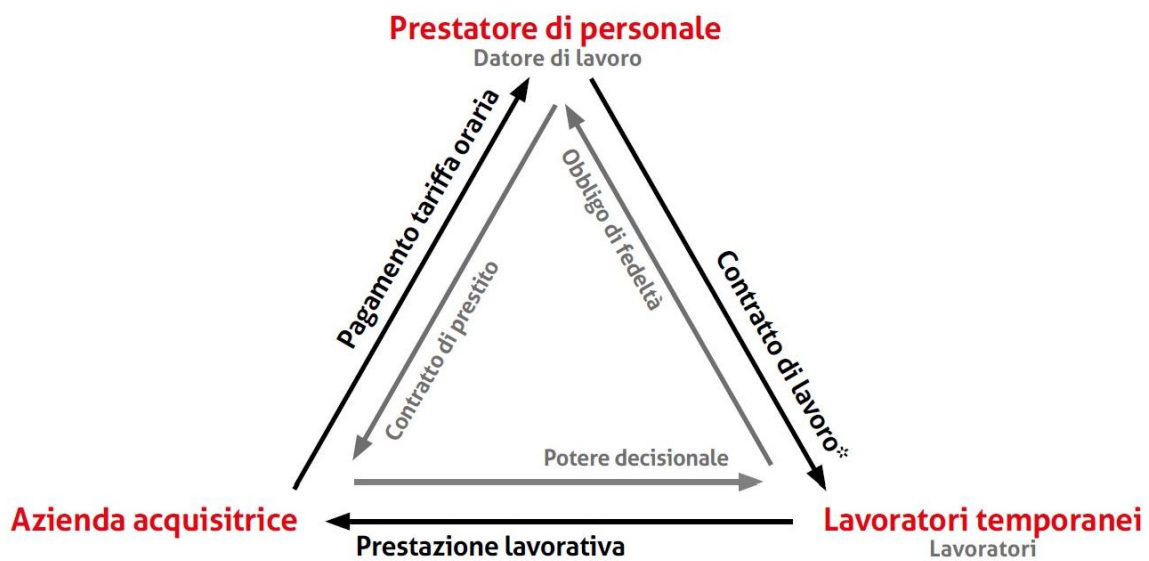 Prestatore di personale
Datore di lavoro
Pagamento tariffa oraria
Contratto di prestito
Obbligo di fedeltà
Contratto di lavoro*
Potere decisionale
Azienda acquisitrice
Lavoratori temporanei
Lavoratori
Prestazione lavorativa